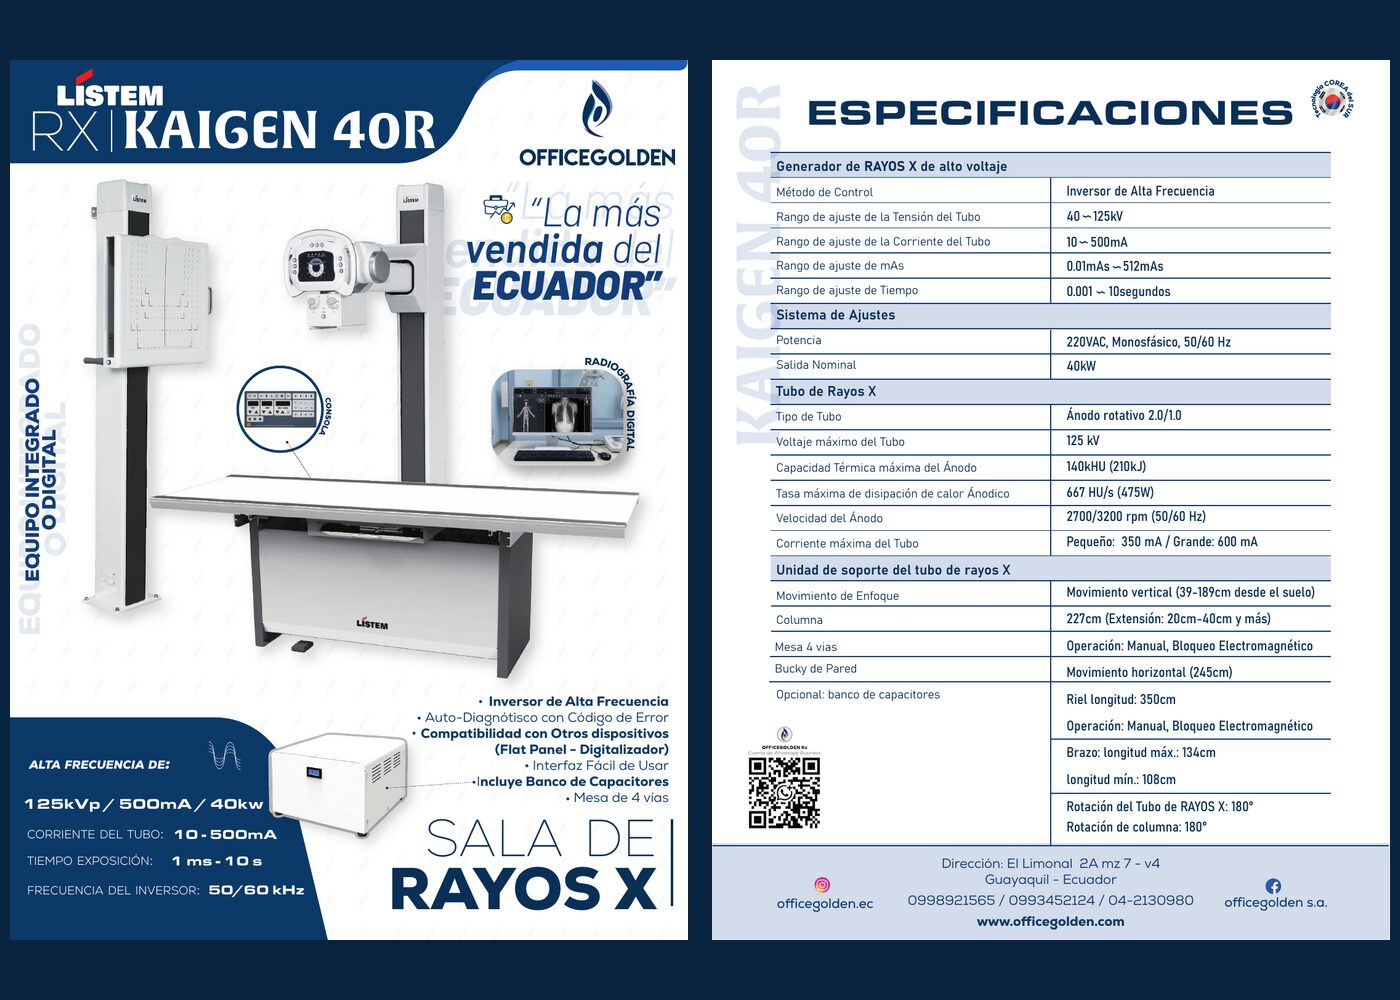 LISTEM
RX | KAIGEN 40R
OFFICEGOLDEN
LISTEM
LISTEM
"La más
vendida del
ECUADOR"
RADIOGRAFÍA DIGITAL
CONSOLA
EQUIPO INTEGRADO
O DIGITAL
LISTEM
• Inversor de Alta Frecuencia
• Auto-Diagnótisco con Código de Error
• Compatibilidad con Otros dispositivos
(Flat Panel - Digitalizador)
• Interfaz Fácil de Usar
• Incluye Banco de Capacitores
• Mesa de 4 vías
ALTA FRECUENCIA DE:
125kVp / 500mA / 40kw
CORRIENTE DEL TUBO: 10-500mA
TIEMPO EXPOSICIÓN: 1 ms - 10 s
FRECUENCIA DEL INVERSOR: 50/60 kHz
SALA DE
RAYOS X
KAIGEN 40R
ESPECIFICACIONES
Tecnología COREA del SUR
Generador de RAYOS X de alto voltaje
Método de Control Inversor de Alta Frecuencia
Rango de ajuste de la Tensión del Tubo 40~125kV
Rango de ajuste de la Corriente del Tubo 10~500mA
Rango de ajuste de mAs 0.01mAs ~512mAs
Rango de ajuste de Tiempo 0.001 ~ 10segundos
Sistema de Ajustes
Potencia 220VAC, Monosfásico, 50/60 Hz
Salida Nominal 40kW
Tubo de Rayos X
Tipo de Tubo Ánodo rotativo 2.0/1.0
Voltaje máximo del Tubo 125 kV
Capacidad Térmica máxima del Ánodo 140kHU (210kJ)
Tasa máxima de disipación de calor Ánodico 667 HU/s (475W)
Velocidad del Ánodo 2700/3200 rpm (50/60 Hz)
Corriente máxima del Tubo Pequeño: 350 mA / Grande: 600 mA
Unidad de soporte del tubo de rayos X
Movimiento de Enfoque Movimiento vertical (39-189cm desde el suelo)
Columna 227cm (Extensión: 20cm-40cm y más)
Mesa 4 vias Operación: Manual, Bloqueo Electromagnético
Bucky de Pared Movimiento horizontal (245cm)
Opcional: banco de capacitores Riel longitud: 350cm
Operación: Manual, Bloqueo Electromagnético
Brazo: longitud máx.: 134cm
longitud mín.: 108cm
Rotación del Tubo de RAYOS X: 180°
Rotación de columna: 180°
OFFICEGOLDEN Rx
Cuenta de Whatsapp Business
Dirección: El Limonal 2A mz 7 - v4
Guayaquil - Ecuador
0998921565 / 0993452124 / 04-2130980
www.officegolden.com
officegolden.ec
officegolden s.a.